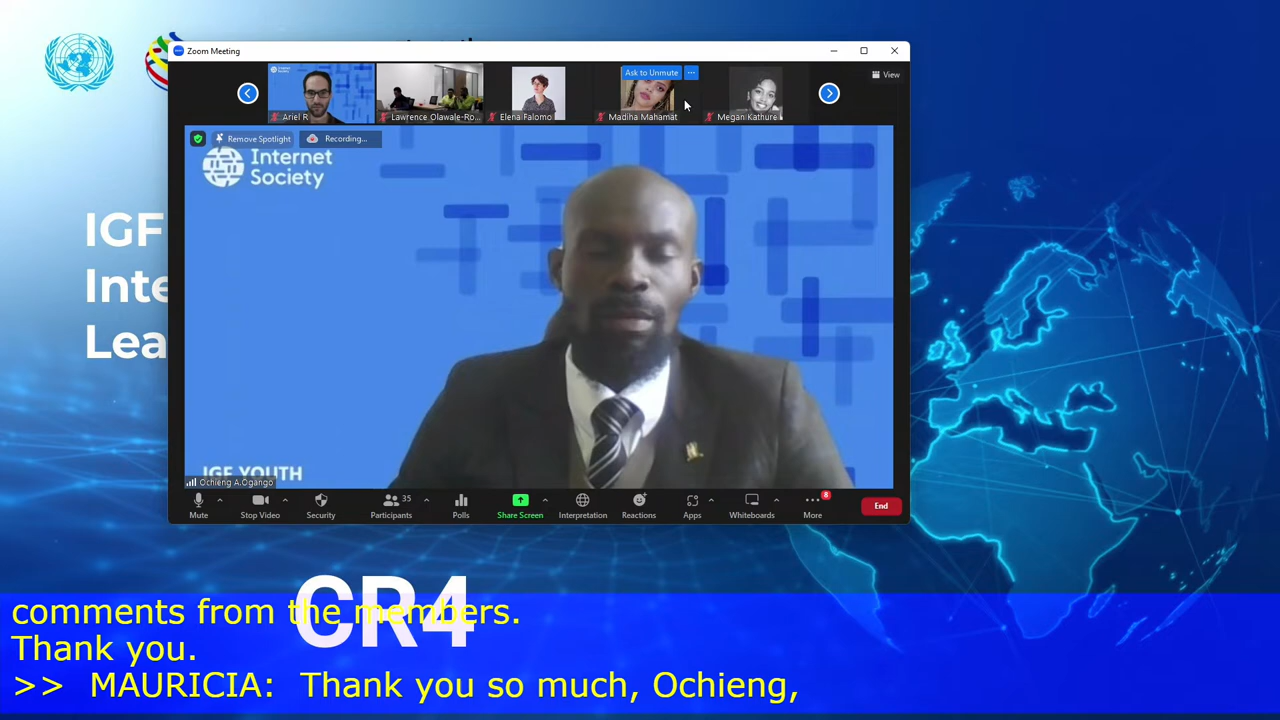 Zoom Meeting
Ask to Unmute
View
Ariel R
Lawrence Olawale-Ro...
Elena Palomo
Madiha Mahamat
Megan Kathure
Remove Spotlight
Recording...
Internet
Society
IGF
Inte
Lea
IGF YOUTH
Ochieng A.Ogango
35
8
Mute
Stop Video
Security
Participants
Polls
Share Screen
Interpretation
Reactions
Apps
Whiteboards
More
End
CR4
comments from the members.
Thank you.
>> MAURICIA: Thank you so much, Ochieng,